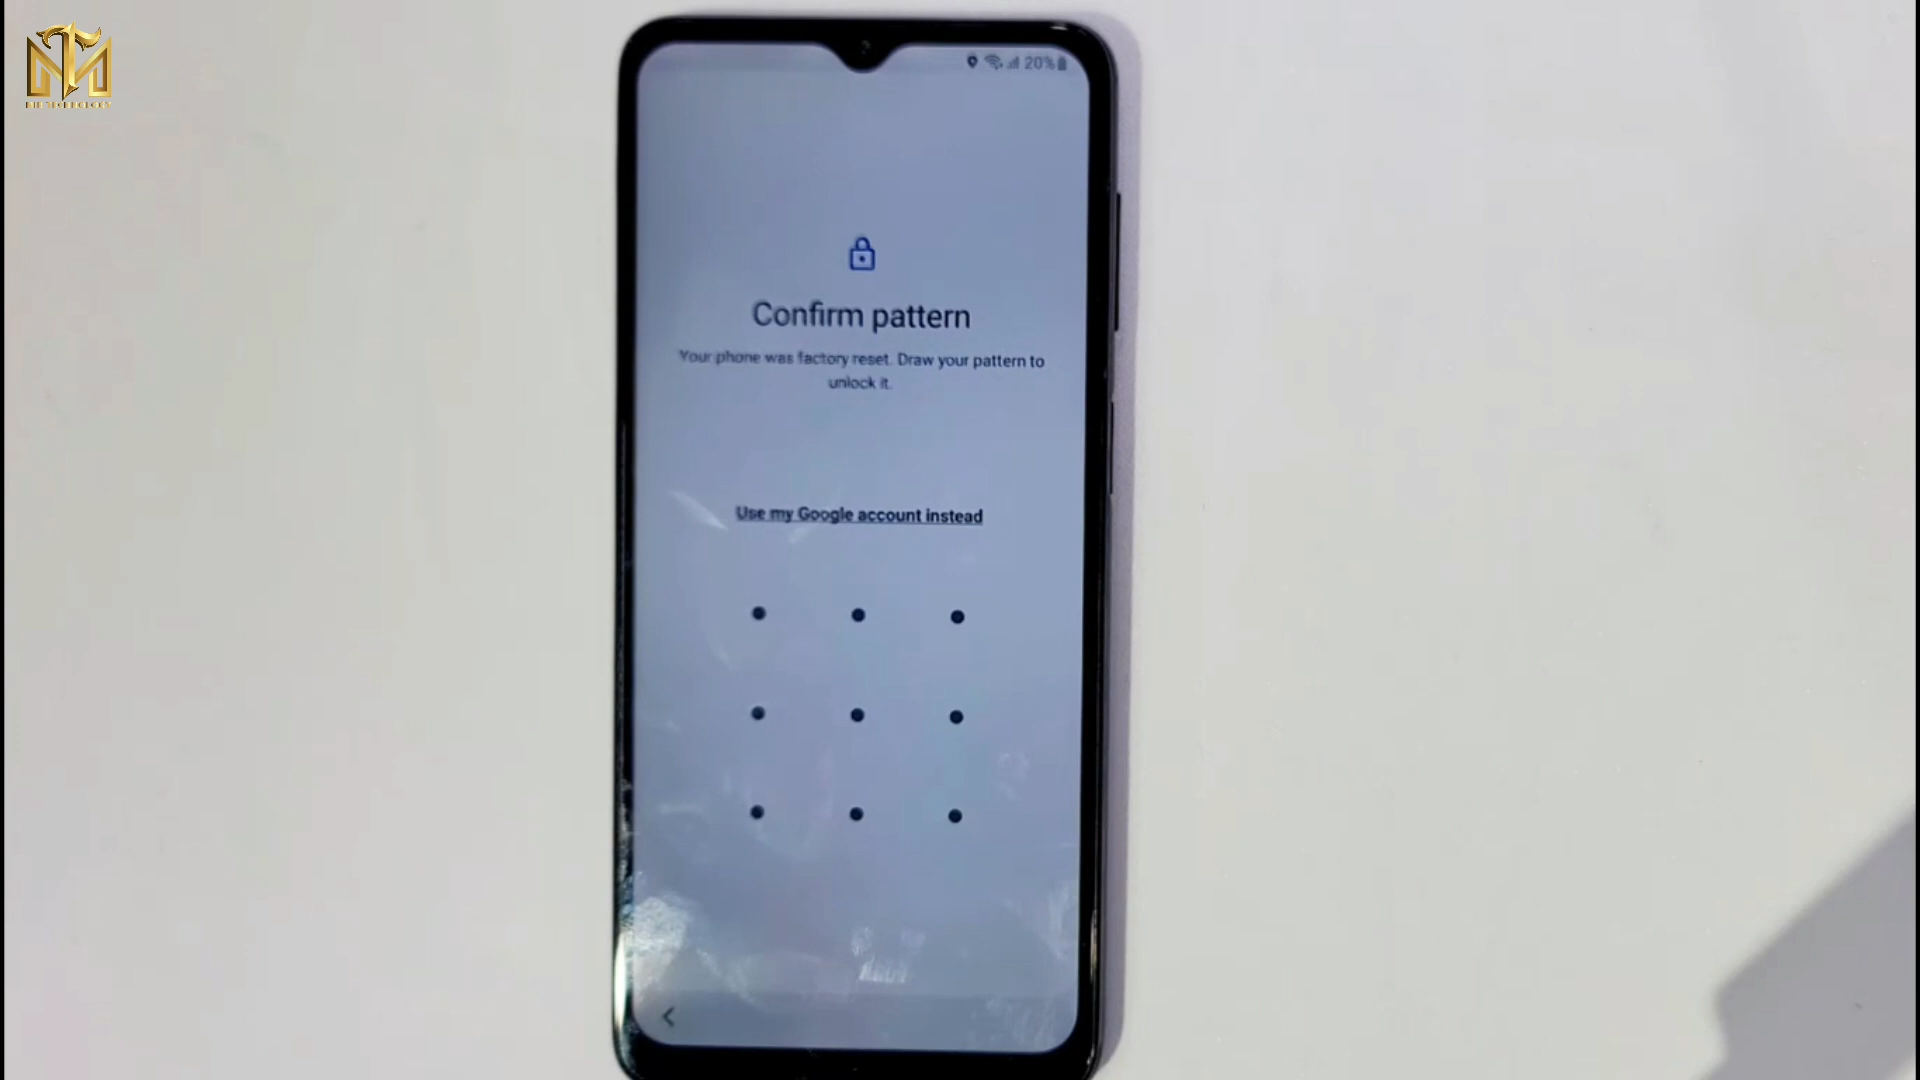 20%
Confirm pattern
Your phone was factory reset. Draw your pattern to
unlock it.
Use my Google account instead